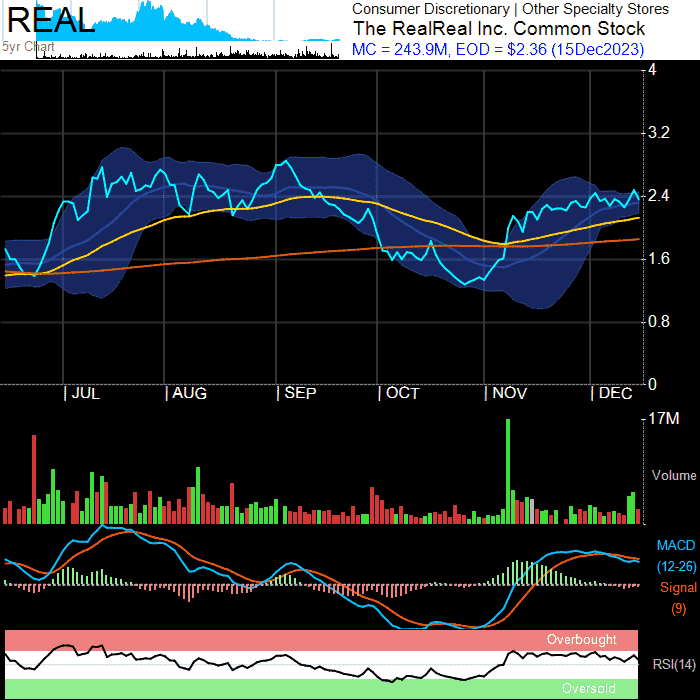 REAL
5yr Chart
Consumer Discretionary | Other Specialty Stores
The RealReal Inc. Common Stock
MC = 243.9M, EOD = $2.36 (15Dec2023)
4
3.2
2.4
1.6
0.8
0
| JUL | AUG | SEP | OCT | NOV | DEC
17M
Volume
MACD
(12-26)
Signal
(9)
Overbought
RSI(14)
Oversold